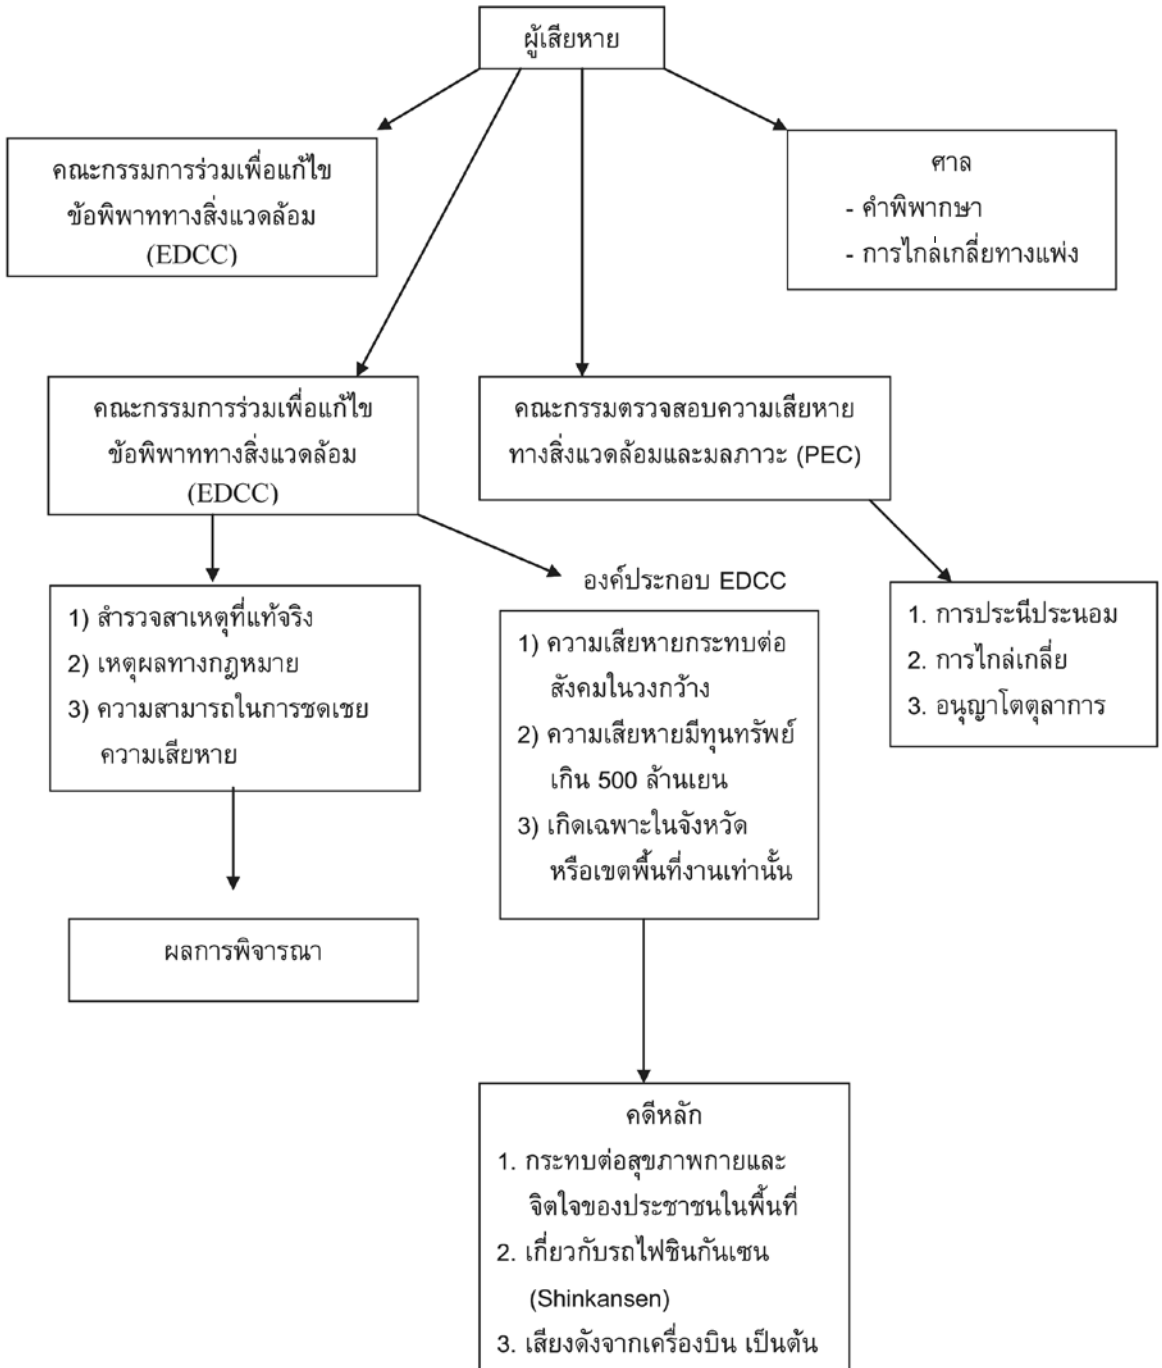 ผู้เสียหาย
คณะกรรมการร่วมเพื่อแก้ไข
ข้อพิพาททางสิ่งแวดล้อม
(EDCC)
ศาล
- คำพิพากษา
- การไกล่เกลี่ยทางแพ่ง
คณะกรรมการร่วมเพื่อแก้ไข
ข้อพิพาททางสิ่งแวดล้อม
(EDCC)
คณะกรรมตรวจสอบความเสียหาย
ทางสิ่งแวดล้อมและมลภาวะ (PEC)
1) สำรวจสาเหตุที่แท้จริง
2) เหตุผลทางกฎหมาย
3) ความสามารถในการชดเชย
ความเสียหาย
องค์ประกอบ EDCC
1) ความเสียหายกระทบต่อ
สังคมในวงกว้าง
2) ความเสียหายมีทุนทรัพย์
เกิน 500 ล้านเยน
3) เกิดเฉพาะในจังหวัด
หรือเขตพื้นที่งานเท่านั้น
1. การประนีประนอม
2. การไกล่เกลี่ย
3. อนุญาโตตุลาการ
ผลการพิจารณา
คดีหลัก
1. กระทบต่อสุขภาพกายและ
จิตใจของประชาชนในพื้นที่
2. เกี่ยวกับรถไฟชินกันเซน
(Shinkansen)
3. เสียงดังจากเครื่องบิน เป็นต้น